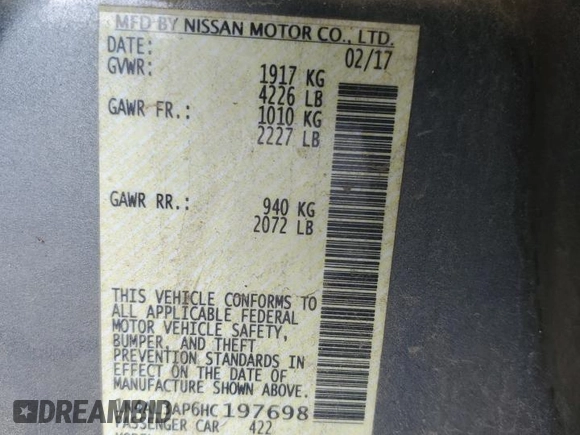 MFD BY NISSAN MOTOR CO., LTD.
DATE: 02/17
GVWR: 1917 KG
4226 LB
GAWR FR.: 1010 KG
2227 LB
GAWR RR.: 940 KG
2072 LB
THIS VEHICLE CONFORMS TO
ALL APPLICABLE FEDERAL
MOTOR VEHICLE SAFETY,
BUMPER, AND THEFT
PREVENTION STANDARDS IN
EFFECT ON THE DATE OF
MANUFACTURE SHOWN ABOVE.
AP6HC 197698
PASSENGER CAR 422
DREAMBID